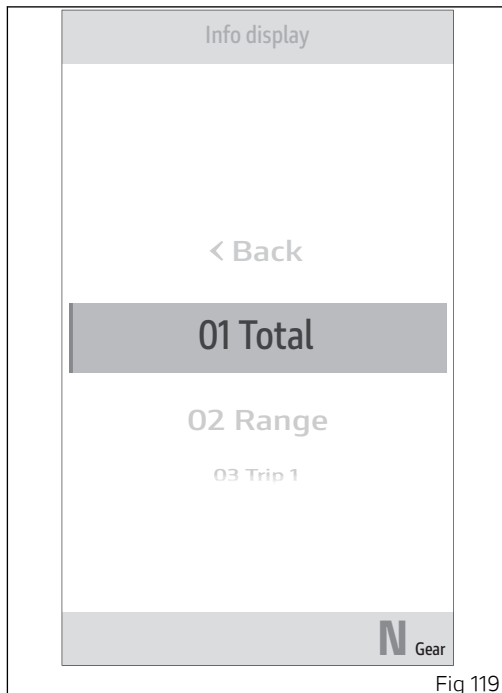 Info display
< Back
01 Total
02 Range
03 Trip 1
N Gear
Fig 119